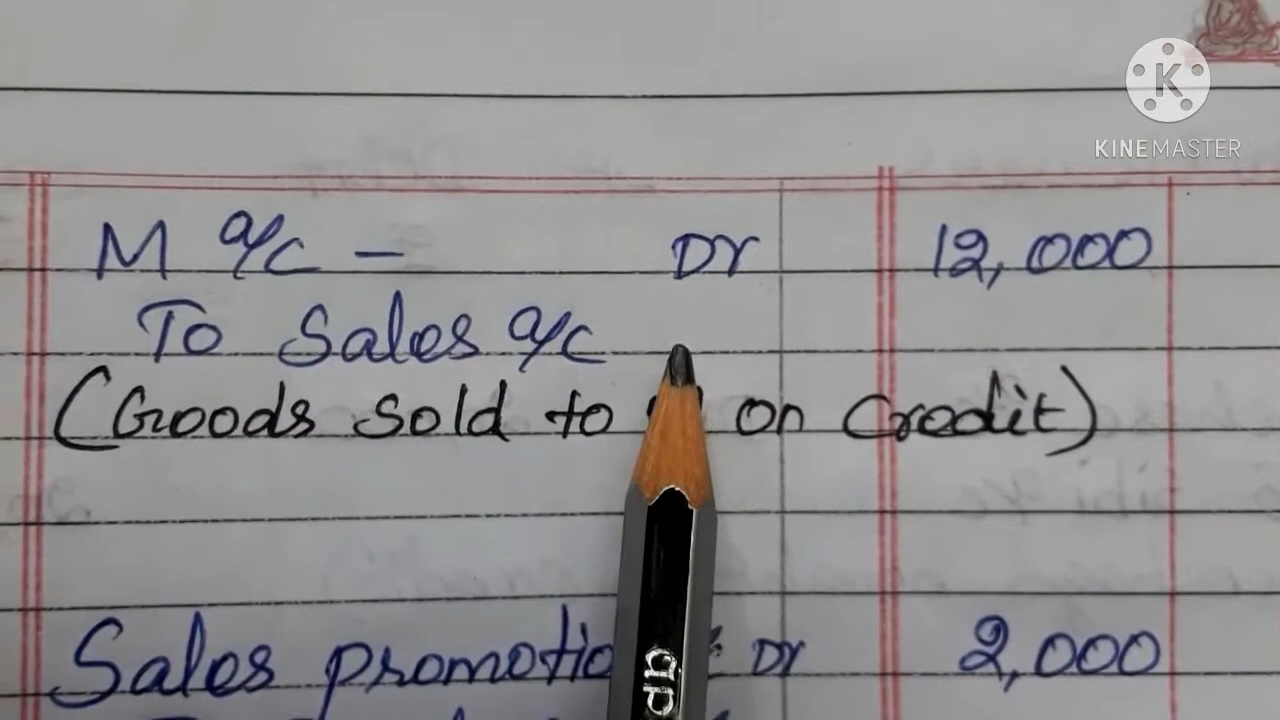 KINEMASTER
M a/c - Dr 12,000
To Sales a/c
(Goods sold to on Credit)
Sales promotio Dr 2,000